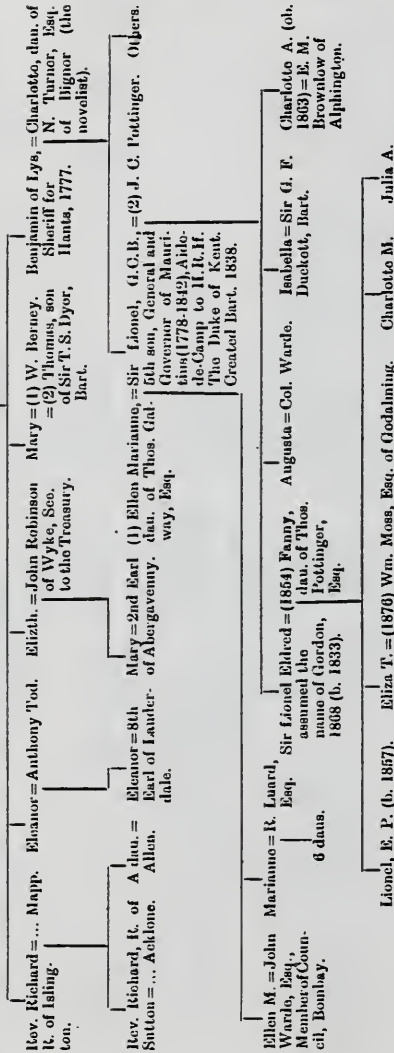 Rev. Richard = ... Mapp.
R. of Isling-
ton.
Eleanor = Anthony Tod.
Elizth. = John Robinson
of Wyke, Sec.
to the Treasury.
Mary = (1) W. Berney.
= (2) Thomas, son
of Sir T. S. Dyer,
Bart.
Benjamin of Lys, = Charlotto, dau. of
Sheriff for N. Turnor, Esq.
Hants, 1777. of Bignor (the
novelist).
Rev. Richard, R. of
Sutton = ... Acklone.
A dau. =
Allen.
Eleanor = 8th
Earl of Lauder-
dale.
Mary = 2nd Earl
of Abergavenny.
(1) Ellen Marianne, = Sir Lionel, G.C.B., = (2) J. C. Pottinger.
dau. of Thos. Gal- 5th son, General and
way, Esq. Governor of Mauri-
tius (1778-1842), Aide-
de-Camp to H.R.H.
The Duke of Kent.
Created Bart. 1838.
Others.
Ellen M. = John
Warde, Esq.,
Member of Coun-
cil, Bombay.
Marianne = R. Luard,
Esq.
6 daus.
Sir Lionel Eldred = (1854) Fanny,
assumed the dau. of Thos.
name of Gordon, Pottinger,
1868 (b. 1833). Esq.
Augusta = Col. Warde.
Isabella = Sir G. F.
Duckett, Bart.
Charlotte A. (ob.
1863) = E. M.
Brownlow of
Alphington.
Lionel, E. P. (b. 1857).
Eliza T. = (1876) Wm. Moss, Esq. of Godalming.
Charlotte M.
Julia A.